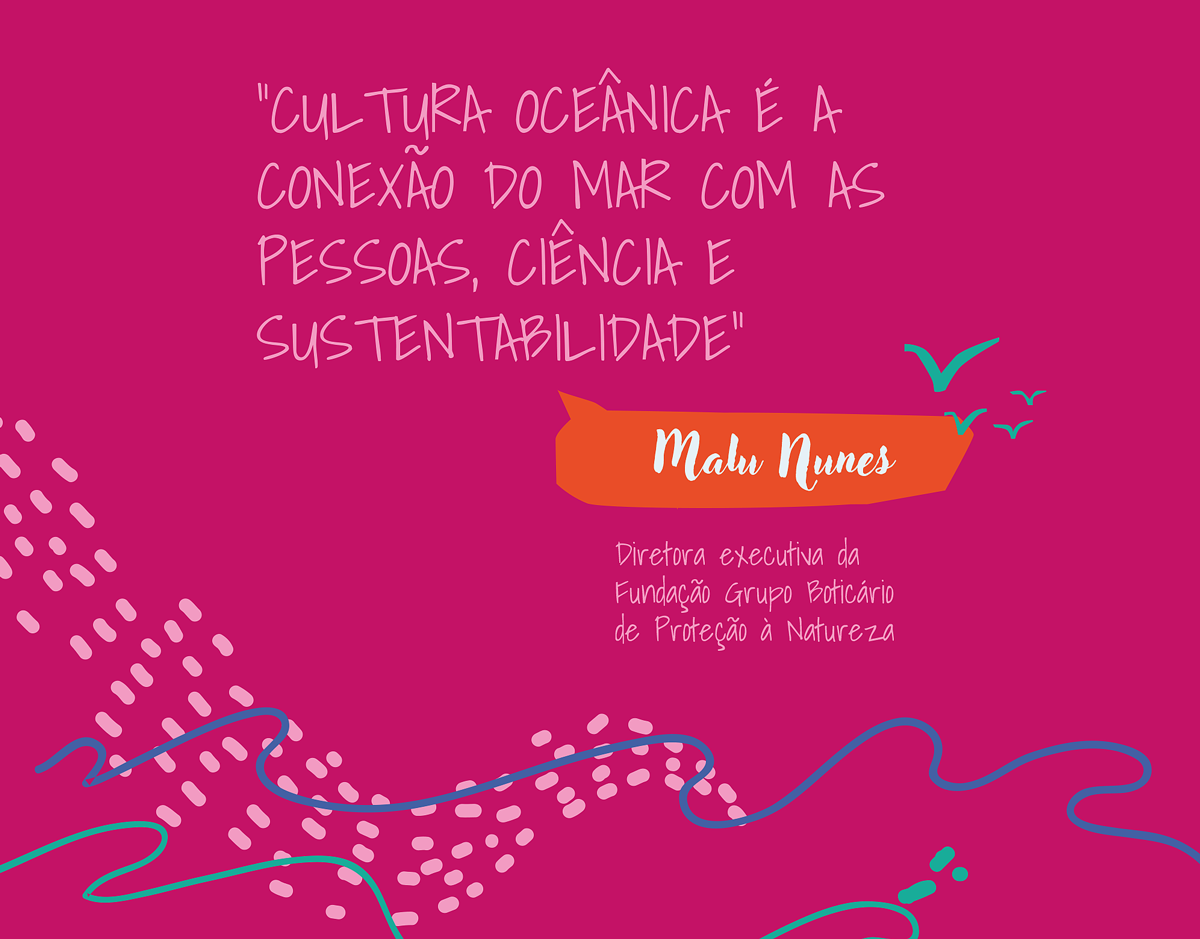 "CULTURA OCEÂNICA É A
CONEXÃO DO MAR COM AS
PESSOAS, CIÊNCIA E
SUSTENTABILIDADE"
Malu Nunes
Diretora executiva da
Fundação Grupo Boticário
de Proteção à Natureza